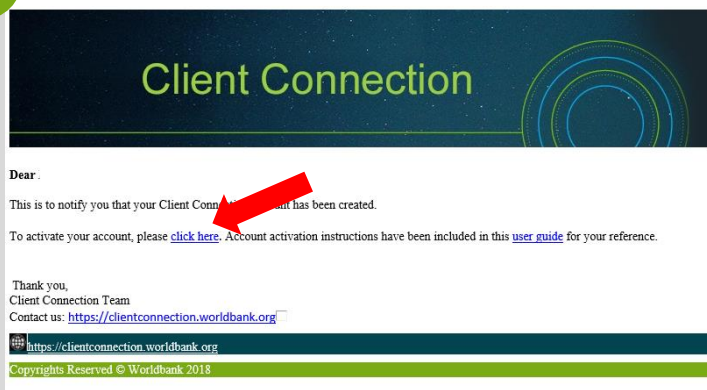 Client Connection
Dear .
This is to notify you that your Client has been created.
To activate your account, please click here. Account activation instructions have been included in this user guide for your reference.
Thank you,
Client Connection Team
Contact us: https://clientconnection.worldbank.org
https://clientconnection.worldbank.org
Copyrights Reserved © Worldbank 2018